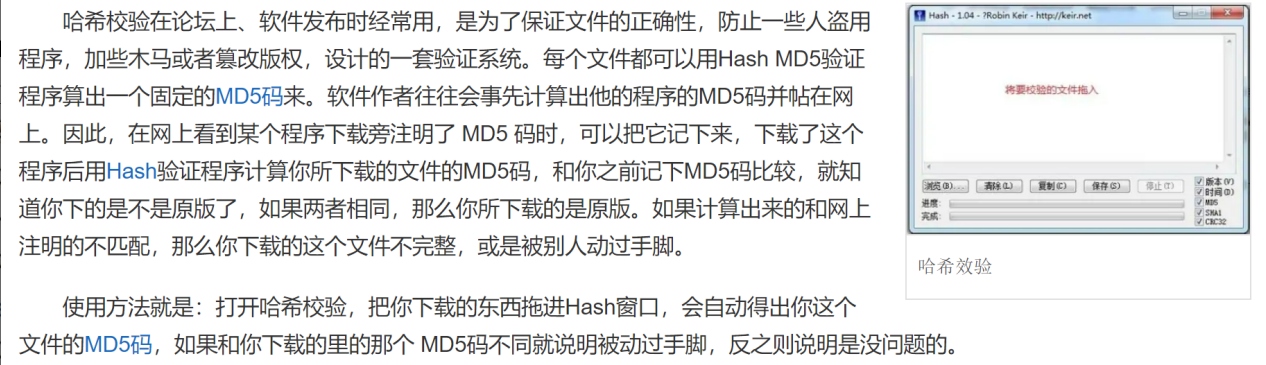 哈希校验在论坛上、软件发布时经常用，是为了保证文件的正确性，防止一些人盗用
程序，加些木马或者篡改版权，设计的一套验证系统。每个文件都可以用Hash MD5验证
程序算出一个固定的MD5码来。软件作者往往会事先计算出他的程序的MD5码并帖在网
上。因此，在网上看到某个程序下载旁注明了 MD5 码时，可以把它记下来，下载了这个
程序后用Hash验证程序计算你所下载的文件的MD5码，和你之前记下MD5码比较，就知
道你下的是不是原版了，如果两者相同，那么你所下载的是原版。如果计算出来的和网上
注明的不匹配，那么你下载的这个文件不完整，或是被别人动过手脚。
使用方法就是：打开哈希校验，把你下载的东西拖进Hash窗口，会自动得出你这个
文件的MD5码，如果和你下载的里的那个 MD5码不同就说明被动过手脚，反之则说明是没问题的。
Hash - 1.04 - ?Robin Keir - http://keir.net
将要校验的文件拖入
浏览(B)... 清除(L) 复制(C) 保存(S) 停止(T)
版本(V)
时间(D)
MD5
SHA1
CRC32
进度:
完成:
哈希效验